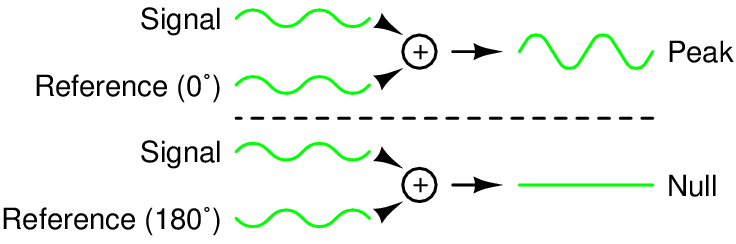 Signal
+
Peak
Reference (0˚)
Signal
+
Null
Reference (180˚)